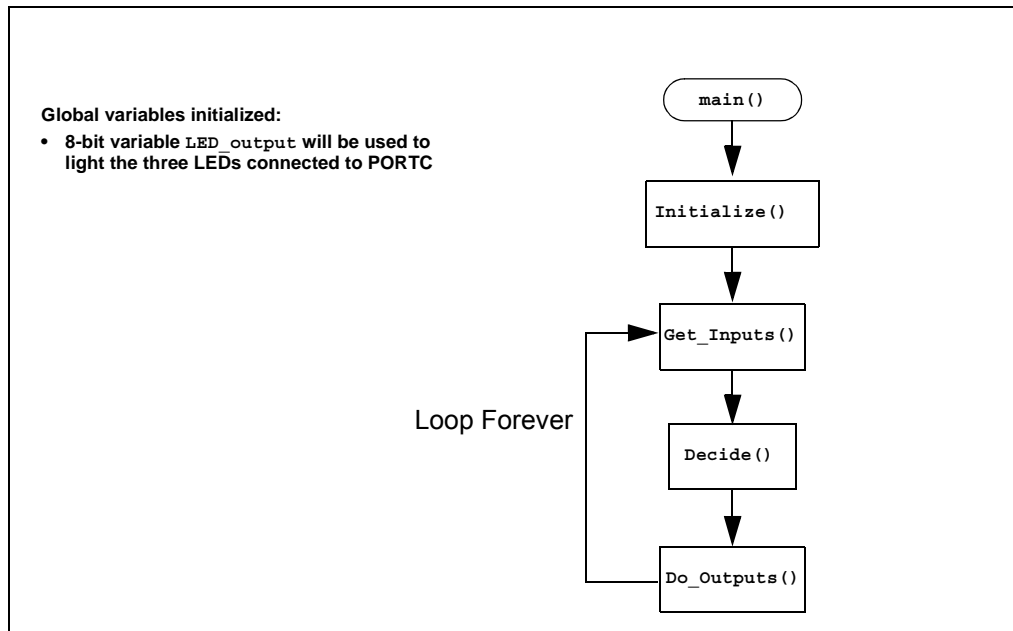 Global variables initialized:
• 8-bit variable LED_output will be used to
light the three LEDs connected to PORTC
main()
Initialize()
Get_Inputs()
Loop Forever
Decide()
Do_Outputs()